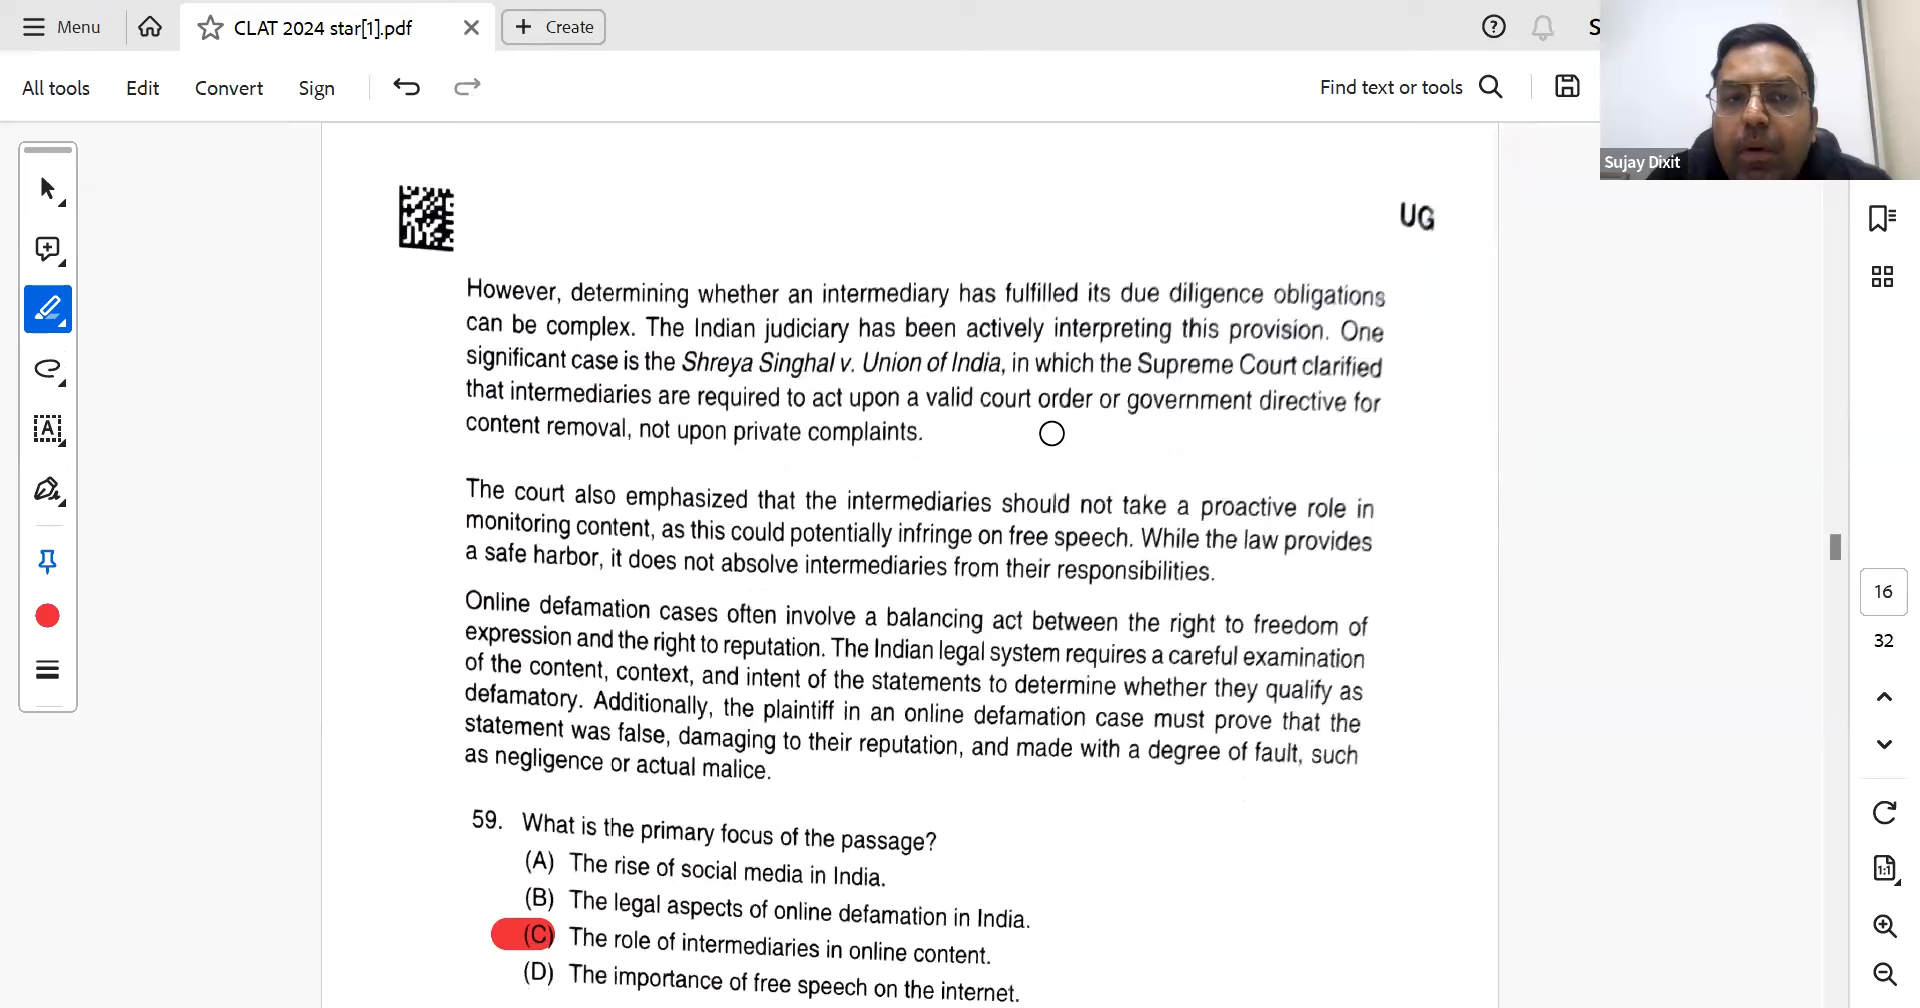 Menu
CLAT 2024 star[1].pdf
Create
S
All tools
Edit
Convert
Sign
Find text or tools
Sujay Dixit
UG
However, determining whether an intermediary has fulfilled its due diligence obligations
can be complex. The Indian judiciary has been actively interpreting this provision. One
significant case is the Shreya Singhal v. Union of India, in which the Supreme Court clarified
that intermediaries are required to act upon a valid court order or government directive for
content removal, not upon private complaints.
The court also emphasized that the intermediaries should not take a proactive role in
monitoring content, as this could potentially infringe on free speech. While the law provides
a safe harbor, it does not absolve intermediaries from their responsibilities.
Online defamation cases often involve a balancing act between the right to freedom of
expression and the right to reputation. The Indian legal system requires a careful examination
of the content, context, and intent of the statements to determine whether they qualify as
defamatory. Additionally, the plaintiff in an online defamation case must prove that the
statement was false, damaging to their reputation, and made with a degree of fault, such
as negligence or actual malice.
59. What is the primary focus of the passage?
(A) The rise of social media in India.
(B) The legal aspects of online defamation in India.
(C) The role of intermediaries in online content.
(D) The importance of free speech on the internet.
16
32
1:1